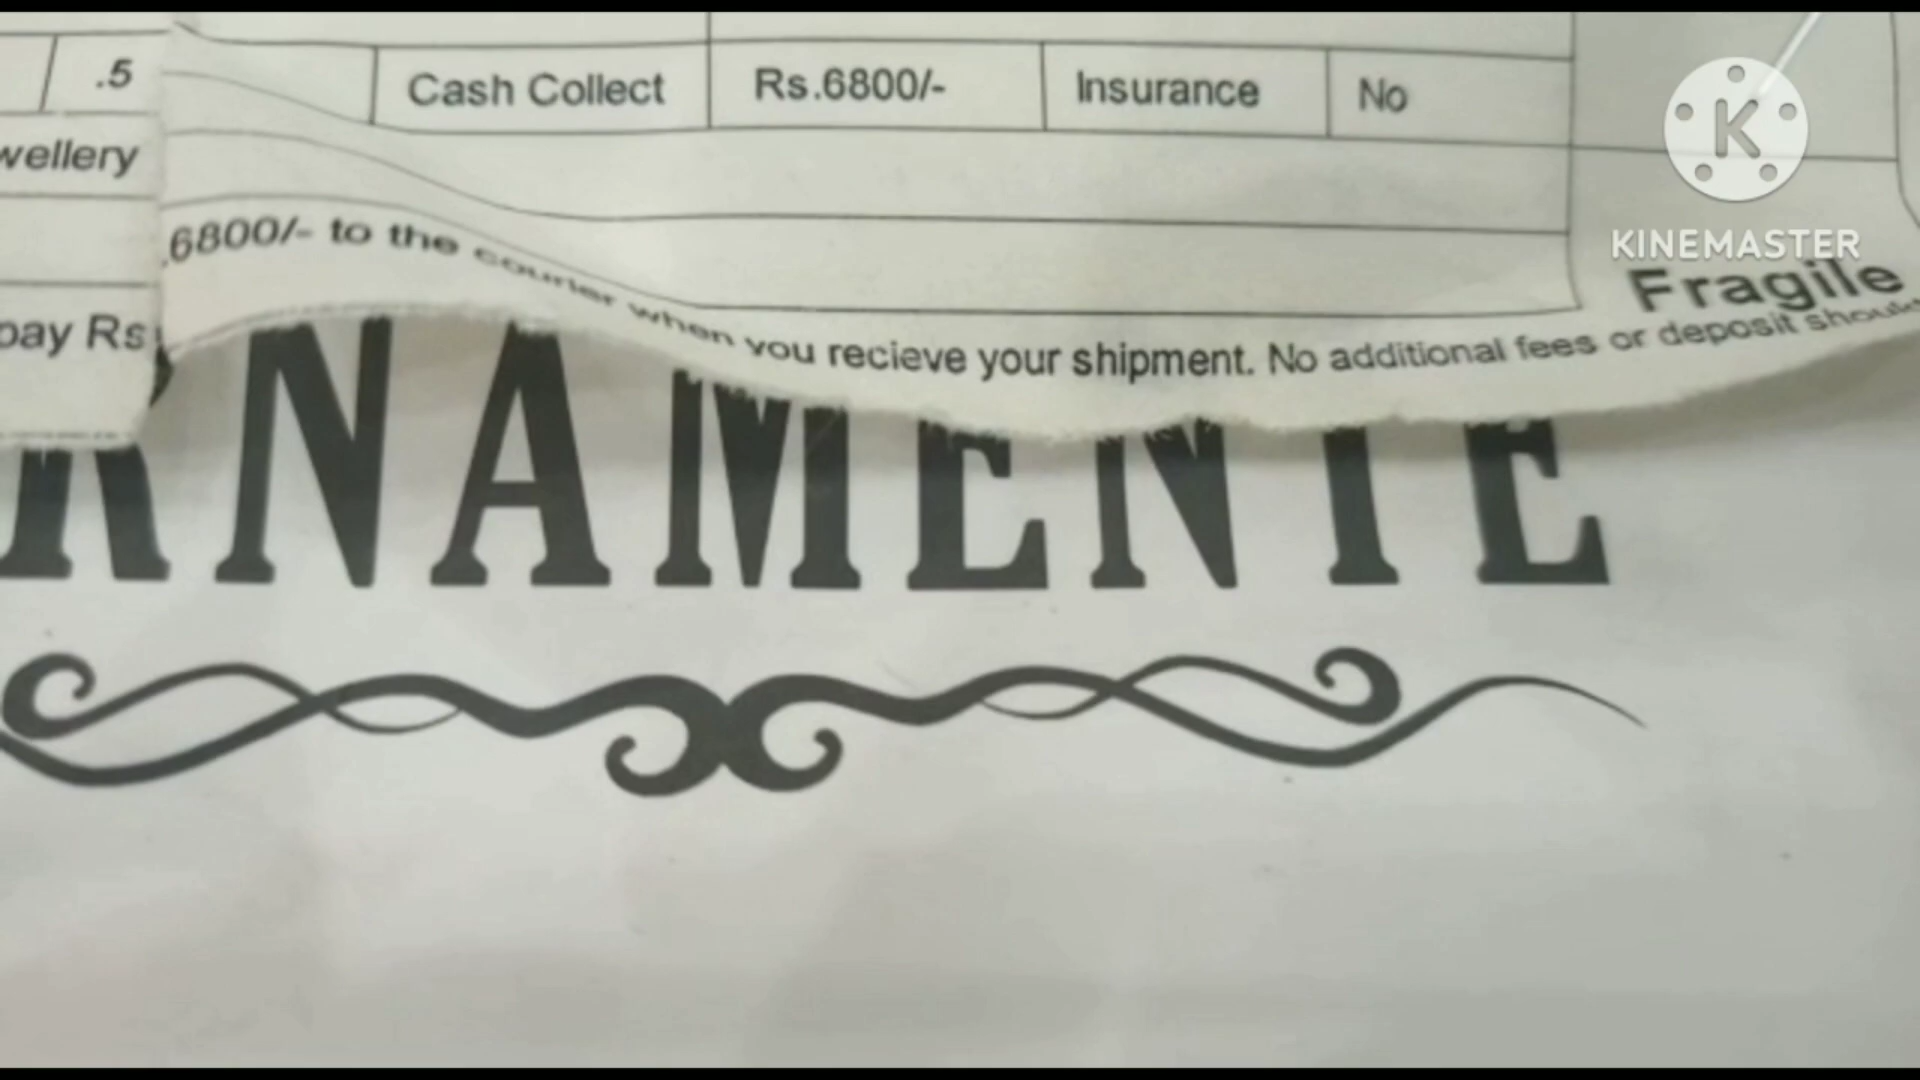 .5
Cash Collect Rs.6800/- Insurance No
wellery
KINEMASTER
Fragile
pay Rs
6800/- to the courier when you recieve your shipment. No additional fees or deposit should
RNAMENTE